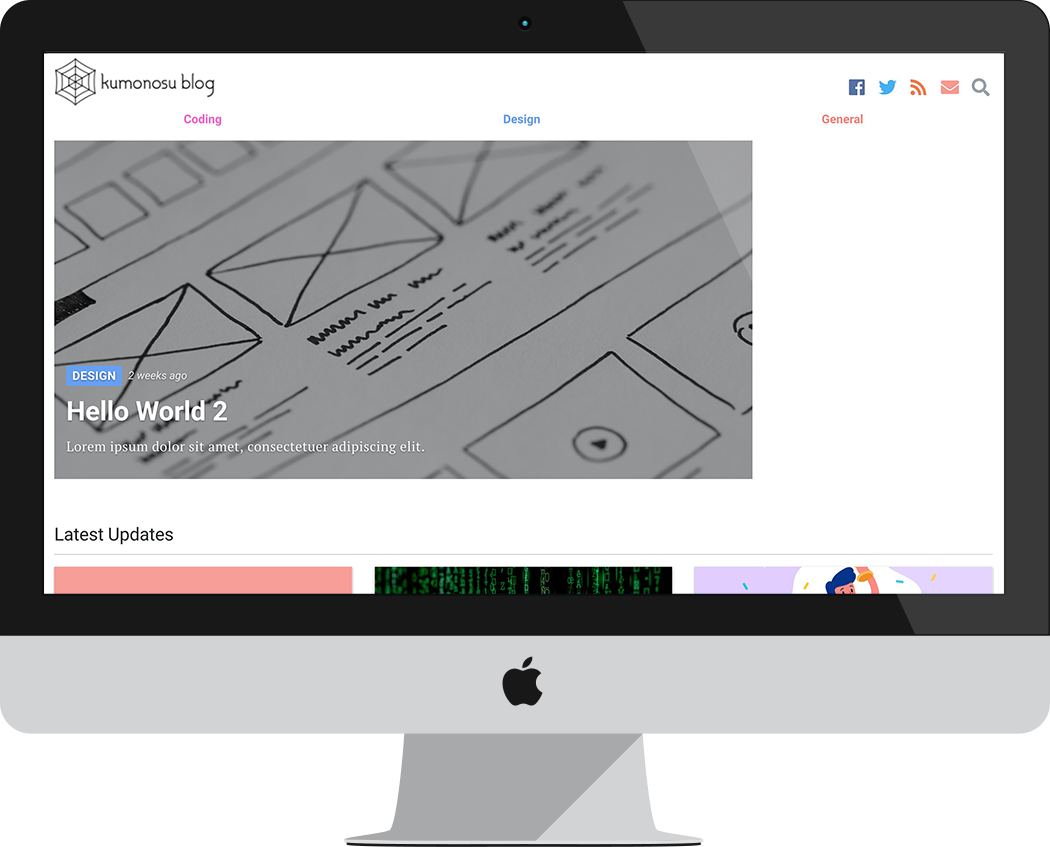 kumonosu blog
Coding
Design
General
DESIGN 2 weeks ago
Hello World 2
Lorem ipsum dolor sit amet, consectetuer adipiscing elit.
Latest Updates